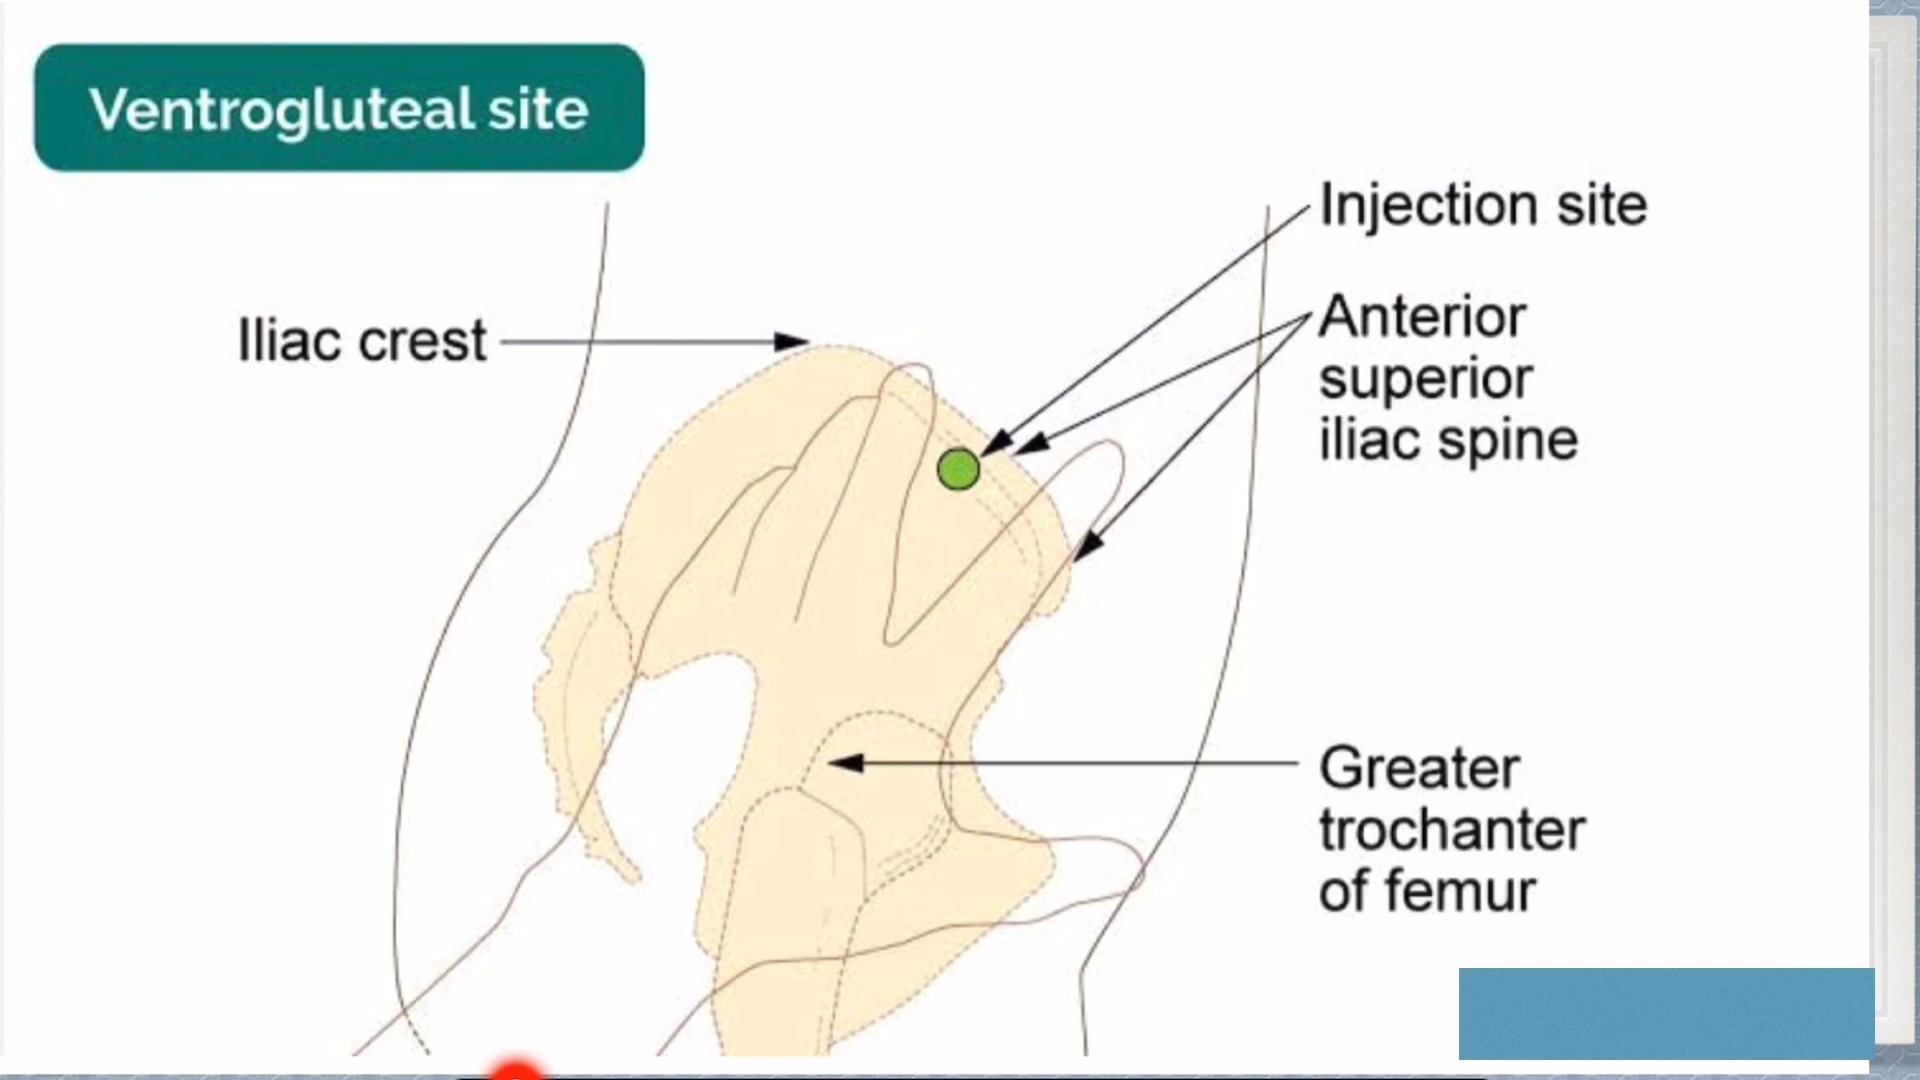 Ventrogluteal site
Injection site
Anterior
superior
iliac spine
Iliac crest
Greater
trochanter
of femur